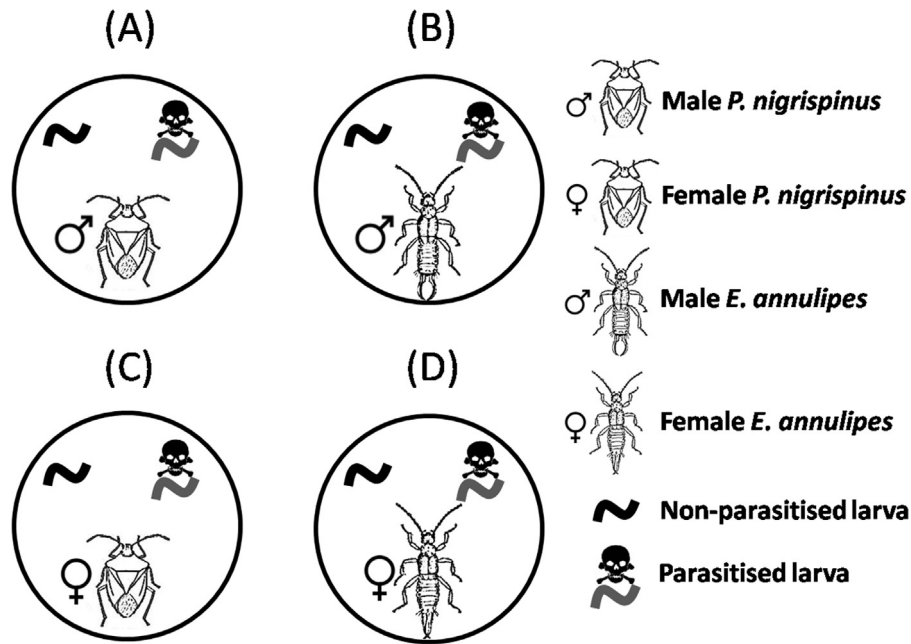 (A)
(B)
♂
♂
(C)
(D)
♀
♀
♂ Male P. nigrispinus
♀ Female P. nigrispinus
♂ Male E. annulipes
♀ Female E. annulipes
Non-parasitised larva
Parasitised larva